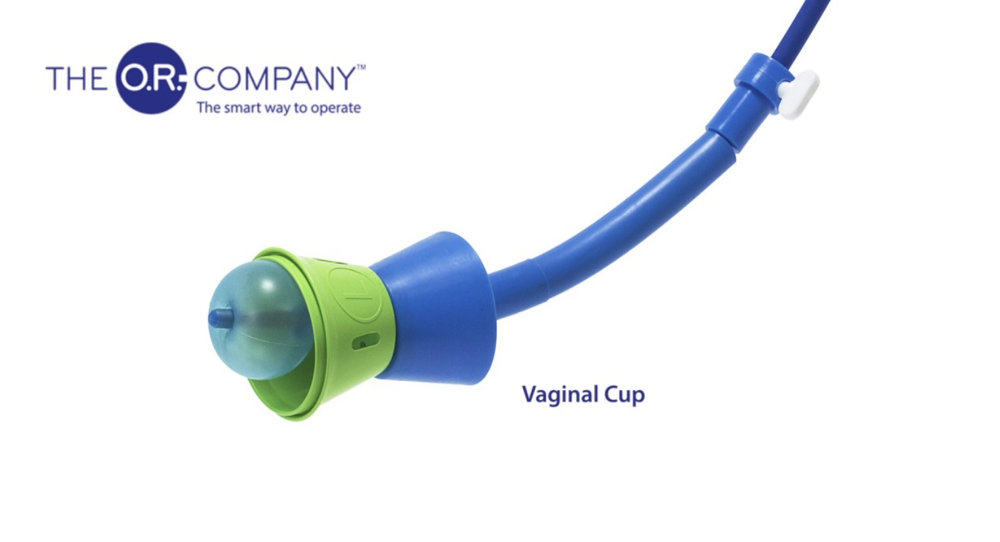 THE O.R. COMPANY™
The smart way to operate
L
Vaginal Cup